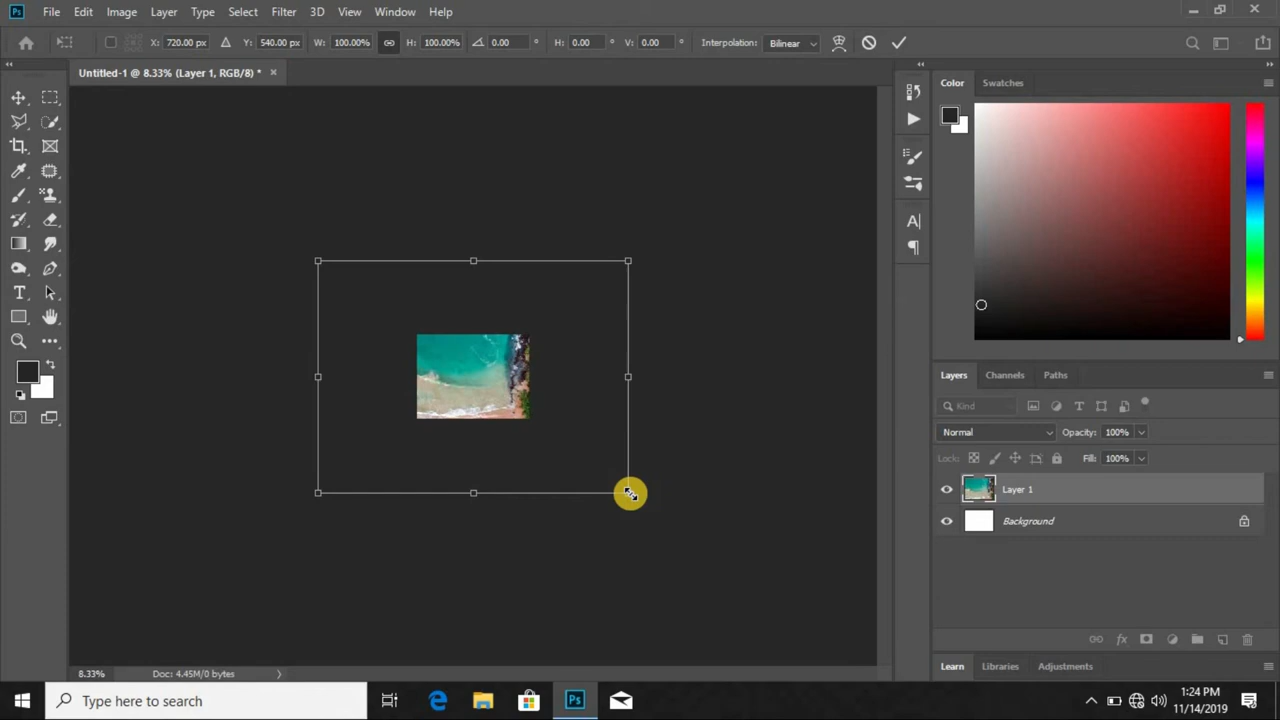 Ps File Edit Image Layer Type Select Filter 3D View Window Help
X: 720.00 px Y: 540.00 px W: 100.00% H: 100.00% 0.00 ° H: 0.00 ° V: 0.00 ° Interpolation: Bilinear
Untitled-1 @ 8.33% (Layer 1, RGB/8) *
Color Swatches
Layers Channels Paths
Kind
Normal Opacity: 100%
Lock: Fill: 100%
Layer 1
Background
8.33% Doc: 4.45M/0 bytes
Learn Libraries Adjustments
Type here to search
Ps
1:24 PM
11/14/2019